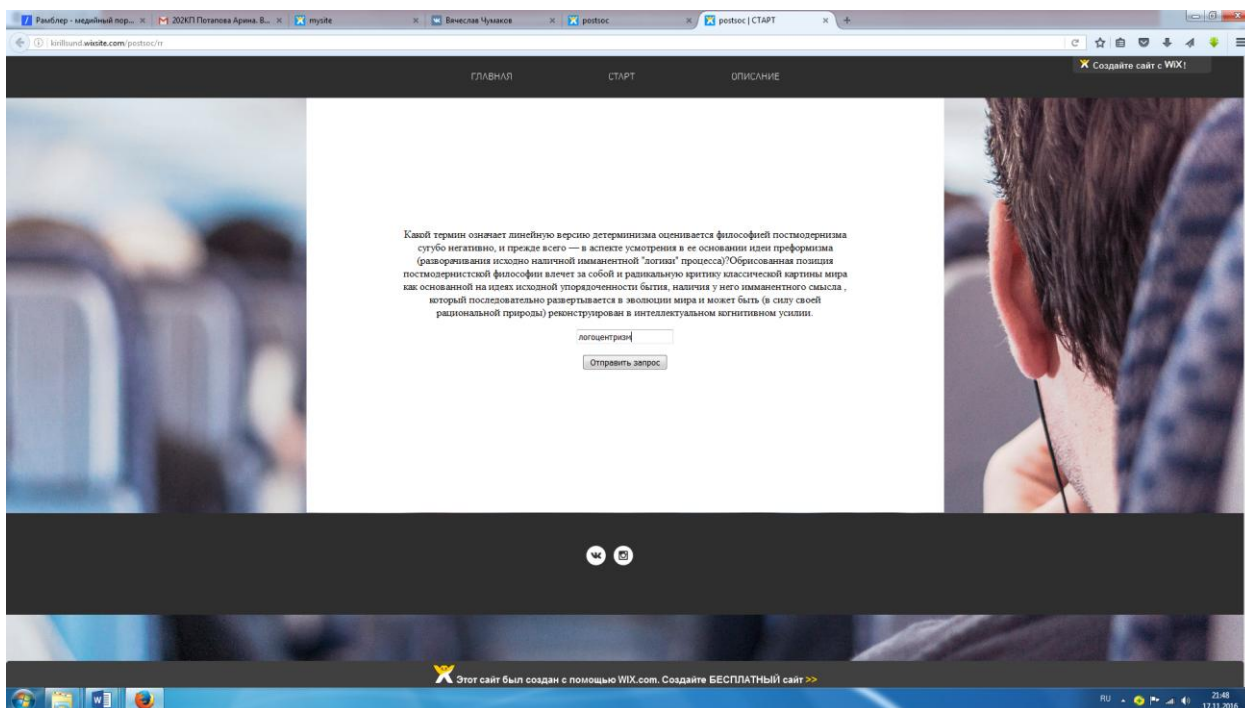 Рамблер - медийный пор...
202КП Потапова Арина. В...
mysite
Вячеслав Чумаков
postsoc
postsoc | СТАРТ
kirillsund.wixsite.com/postsoc/rr
Создайте сайт с WiX!
ГЛАВНАЯ
СТАРТ
ОПИСАНИЕ
Какой термин означает линейную версию детерминизма оценивается философией постмодернизма
сугубо негативно, и прежде всего — в аспекте усмотрения в ее основании идеи преформизма
(разворачивания исходно наличной имманентной "логики" процесса)?Обрисованная позиция
постмодернистской философии влечет за собой и радикальную критику классической картины мира
как основанной на идеях исходной упорядоченности бытия, наличия у него имманентного смысла ,
который последовательно развертывается в эволюции мира и может быть (в силу своей
рациональной природы) реконструирован в интеллектуальном когнитивном усилии.
логоцентризм
Отправить запрос
Этот сайт был создан с помощью WIX.com. Создайте БЕСПЛАТНЫЙ сайт >>
RU
21:48
17.11.2016